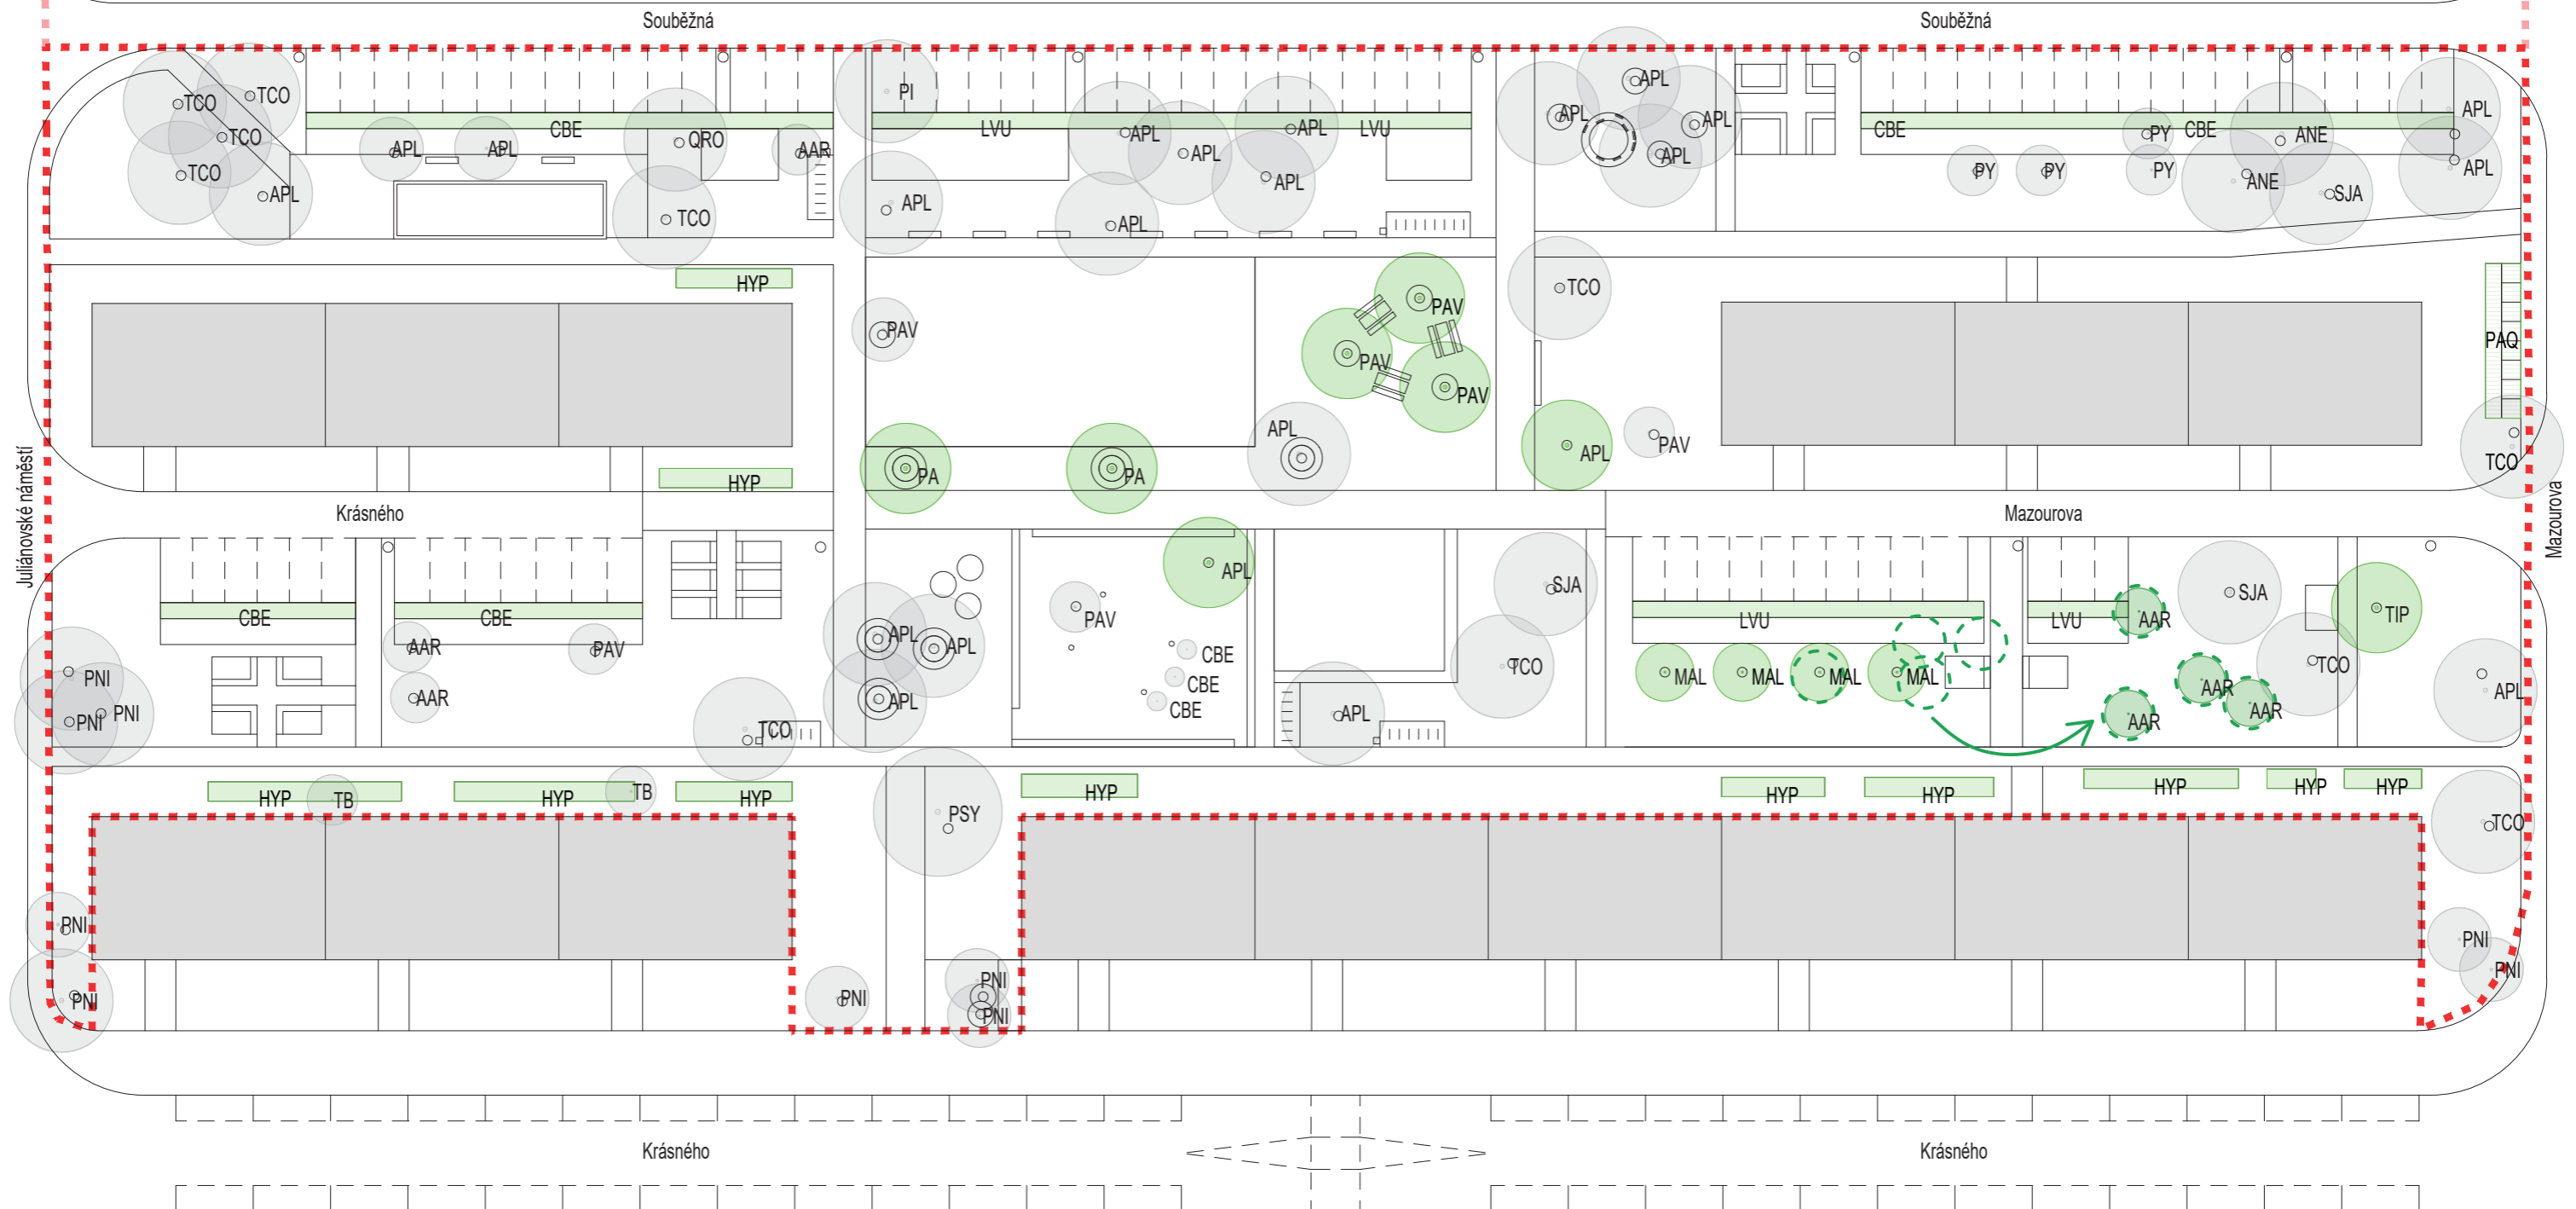 Souběžná
Souběžná
TCO
TCO
TCO
TCO
APL
CBE
APL
APL
QRO
AAR
TCO
PI
APL
LVU
APL
APL
APL
APL
LVU
APL
APL
APL
APL
APL
CBE
PY
CBE
ANE
APL
PY
PY
PY
ANE
SJA
APL
HYP
PAV
PAV
PAV
PAV
TCO
PAQ
HYP
PA
PA
APL
APL
PAV
TCO
Juliánovské náměstí
Krásného
Mazourova
Mazourova
CBE
CBE
AAR
AAR
PAV
PNI
PNI
PNI
TCO
APL
APL
APL
PAV
APL
CBE
CBE
CBE
SJA
TCO
APL
LVU
LVU
MAL
MAL
MAL
MAL
AAR
AAR
AAR
AAR
SJA
TCO
TIP
APL
HYP
TB
HYP
TB
HYP
PSY
HYP
HYP
HYP
HYP
HYP
HYP
TCO
PNI
PNI
PNI
PNI
PNI
PNI
PNI
Krásného
Krásného